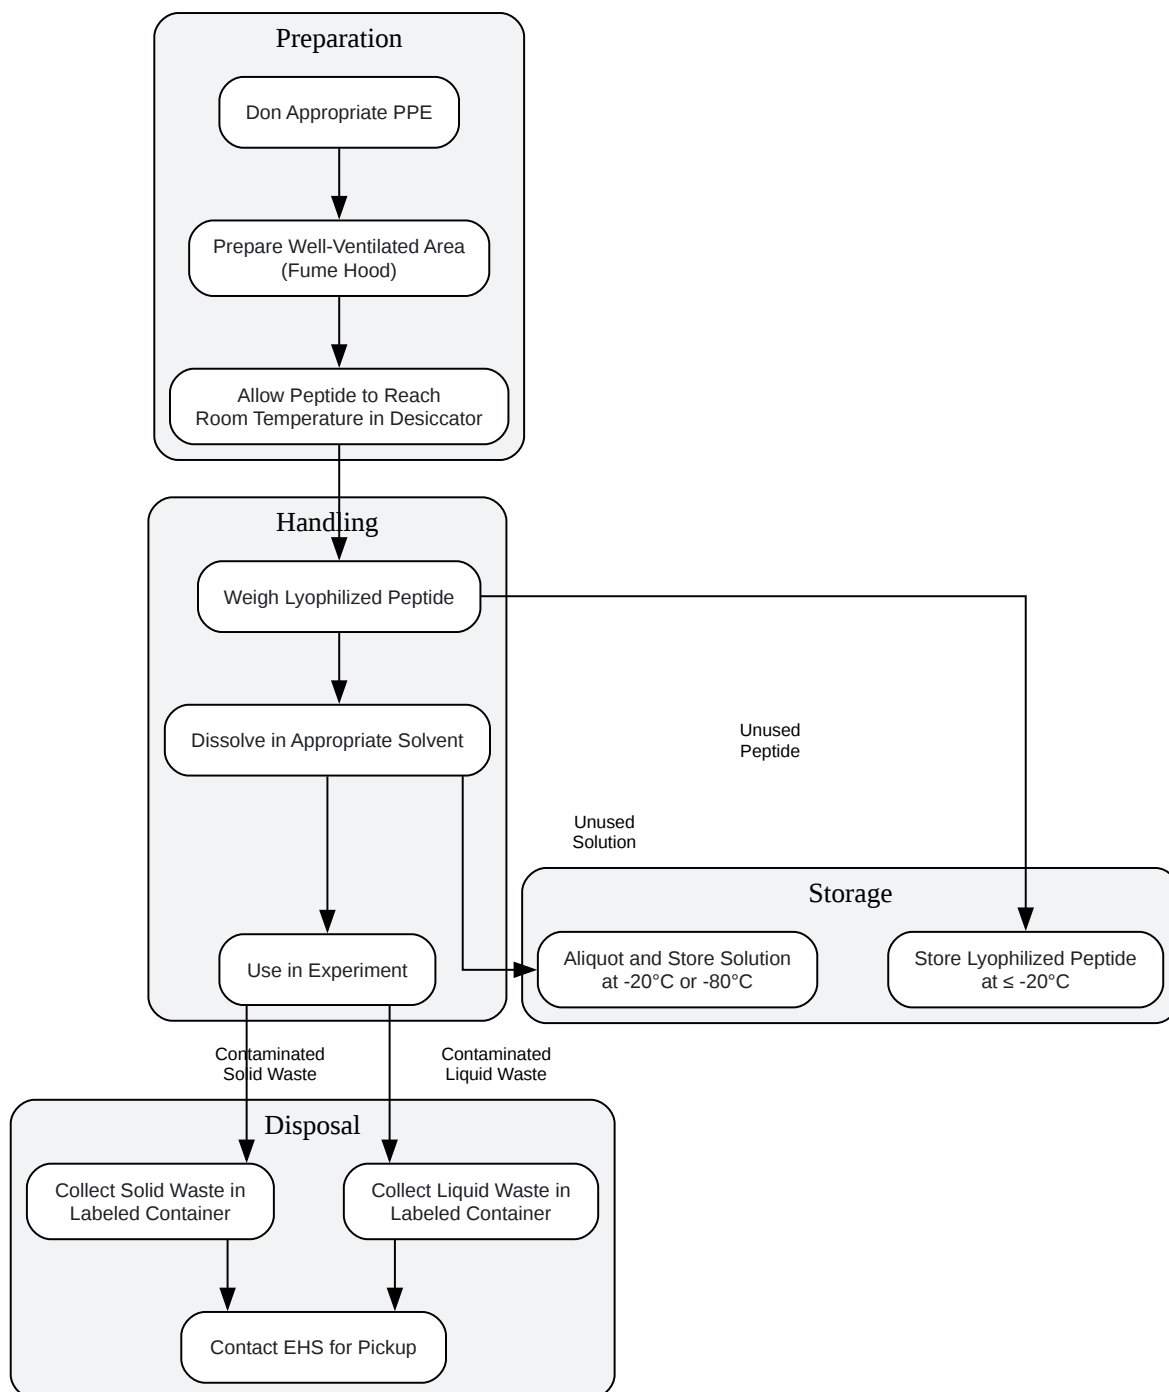 Preparation
Don Appropriate PPE
Prepare Well-Ventilated Area
(Fume Hood)
Allow Peptide to Reach
Room Temperature in Desiccator
Handling
Weigh Lyophilized Peptide
Dissolve in Appropriate Solvent
Unused
Peptide
Unused
Solution
Use in Experiment
Storage
Aliquot and Store Solution
at -20°C or -80°C
Store Lyophilized Peptide
at ≤ -20°C
Contaminated
Solid Waste
Contaminated
Liquid Waste
Disposal
Collect Solid Waste in
Labeled Container
Collect Liquid Waste in
Labeled Container
Contact EHS for Pickup